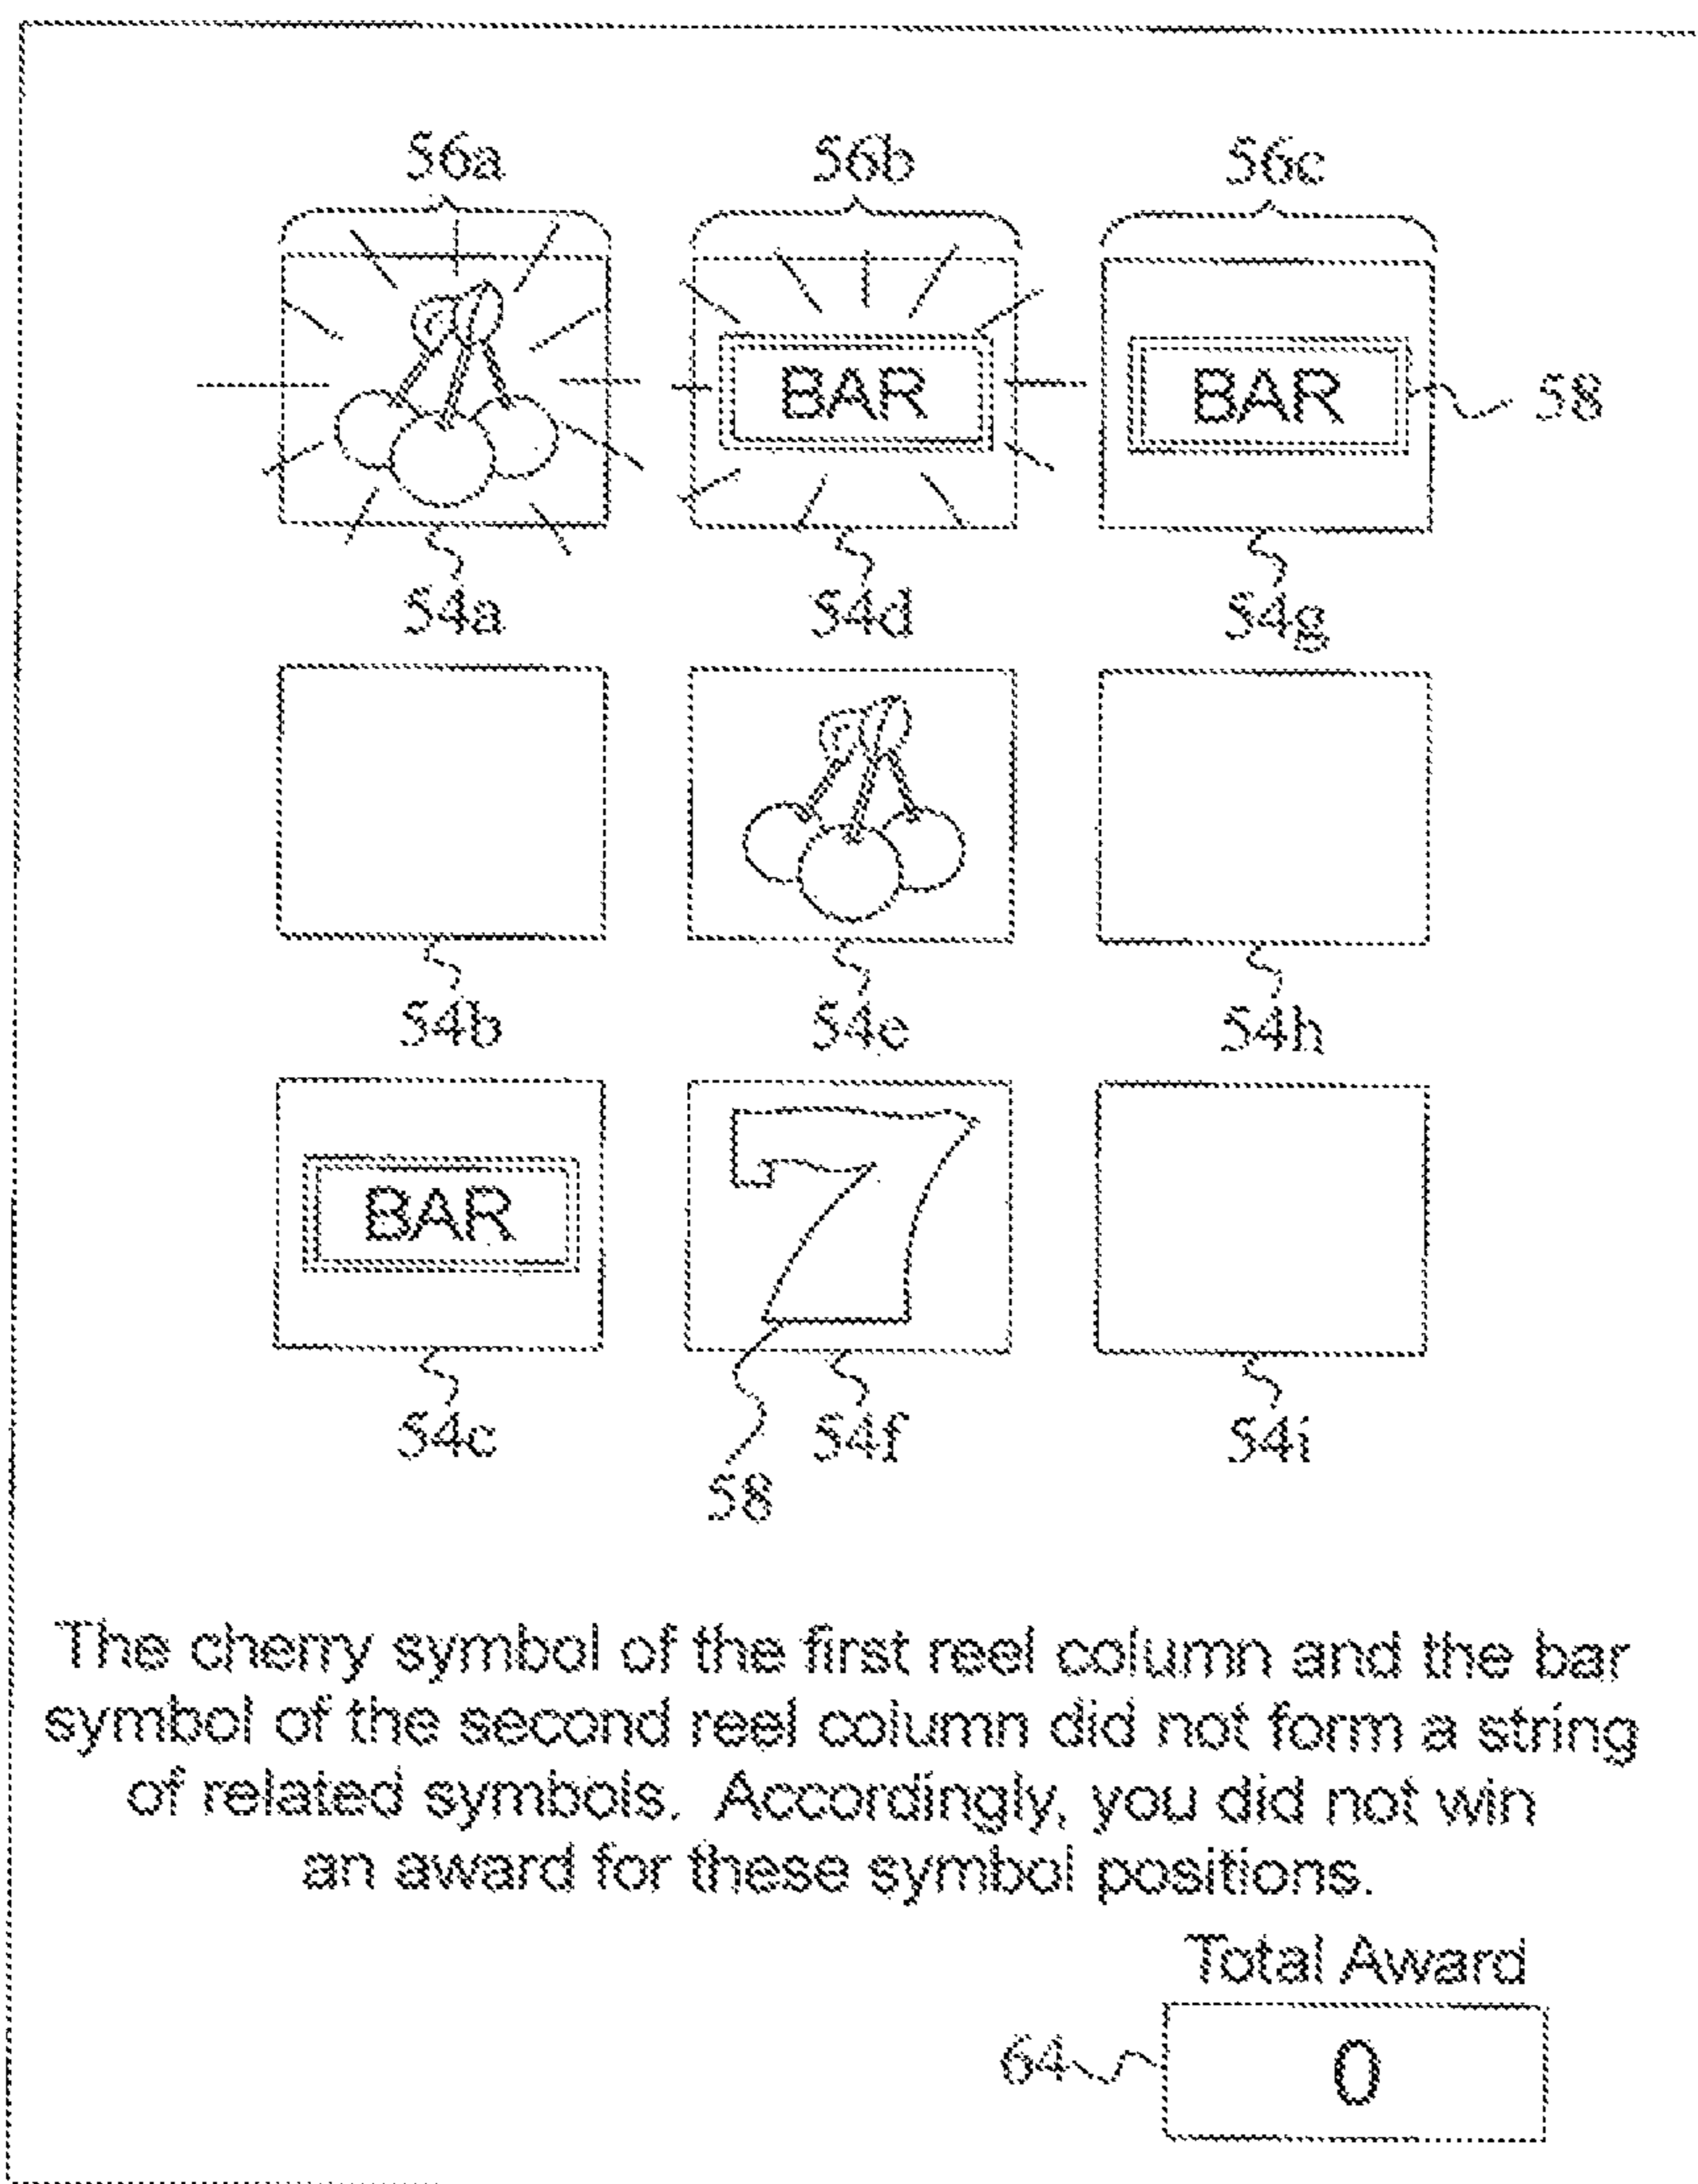 56a 56b 56c
BAR BAR 58
54a 54d 54g
54b 54e 54h
BAR 7
54c 54f 54i
58
The cherry symbol of the first reel column and the bar
symbol of the second reel column did not form a string
of related symbols. Accordingly, you did not win
an award for these symbol positions.
Total Award
64 0